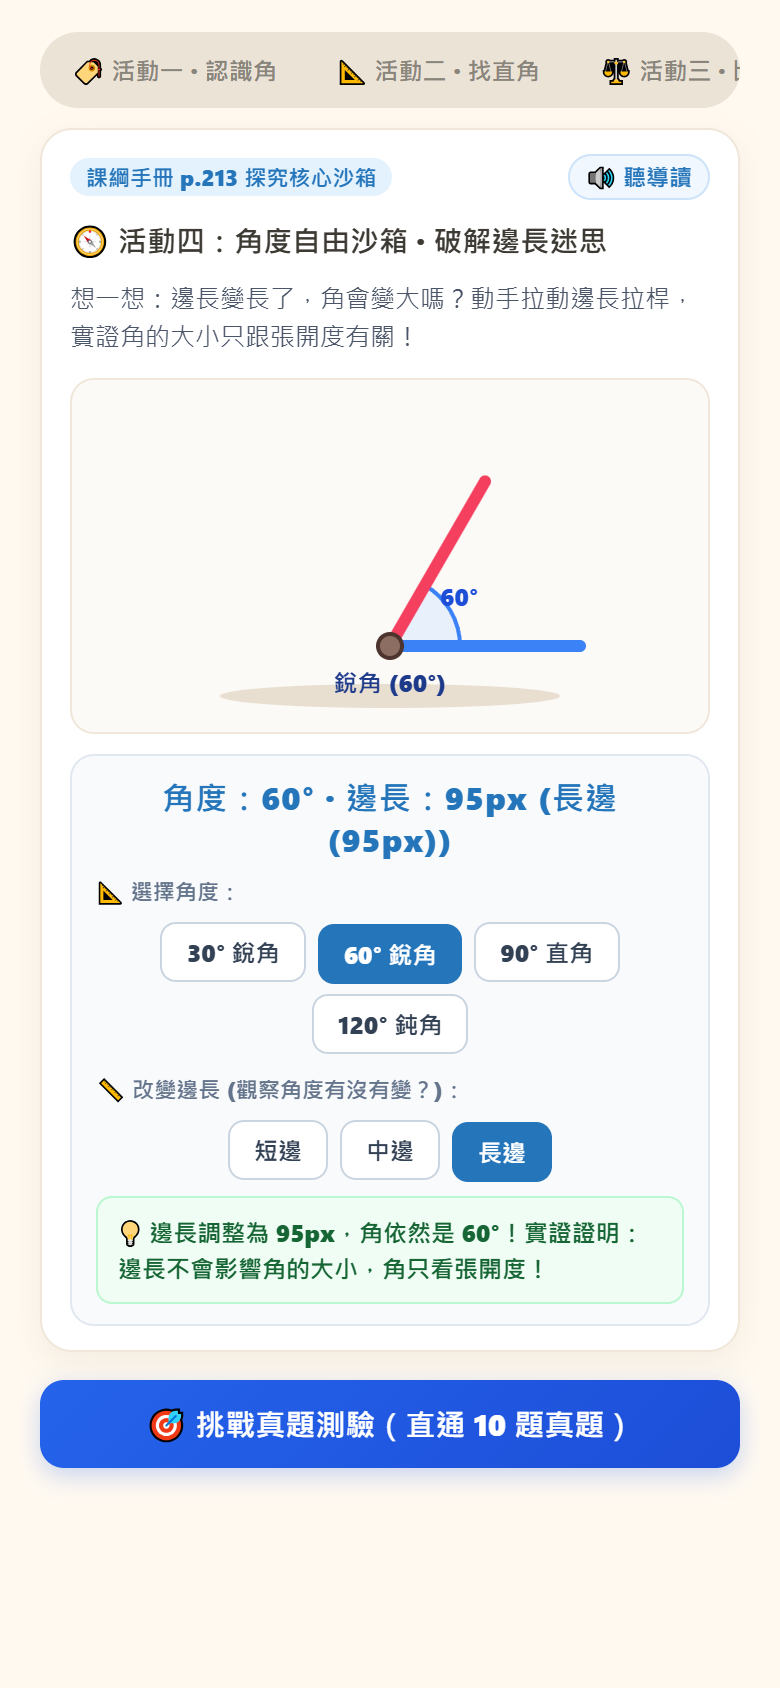 活動一・認識角 活動二・找直角 活動三・
課綱手冊 p.213 探究核心沙箱 聽導讀
活動四：角度自由沙箱・破解邊長迷思
想一想：邊長變長了，角會變大嗎？動手拉動邊長拉桿，
實證角的大小只跟張開度有關！
60°
銳角 (60°)
角度：60°・邊長：95px (長邊
(95px))
選擇角度：
30° 銳角 60° 銳角 90° 直角
120° 鈍角
改變邊長 (觀察角度有沒有變？)：
短邊 中邊 長邊
邊長調整為 95px，角依然是 60°！實證證明：
邊長不會影響角的大小，角只看張開度！
挑戰真題測驗（直通 10 題真題）